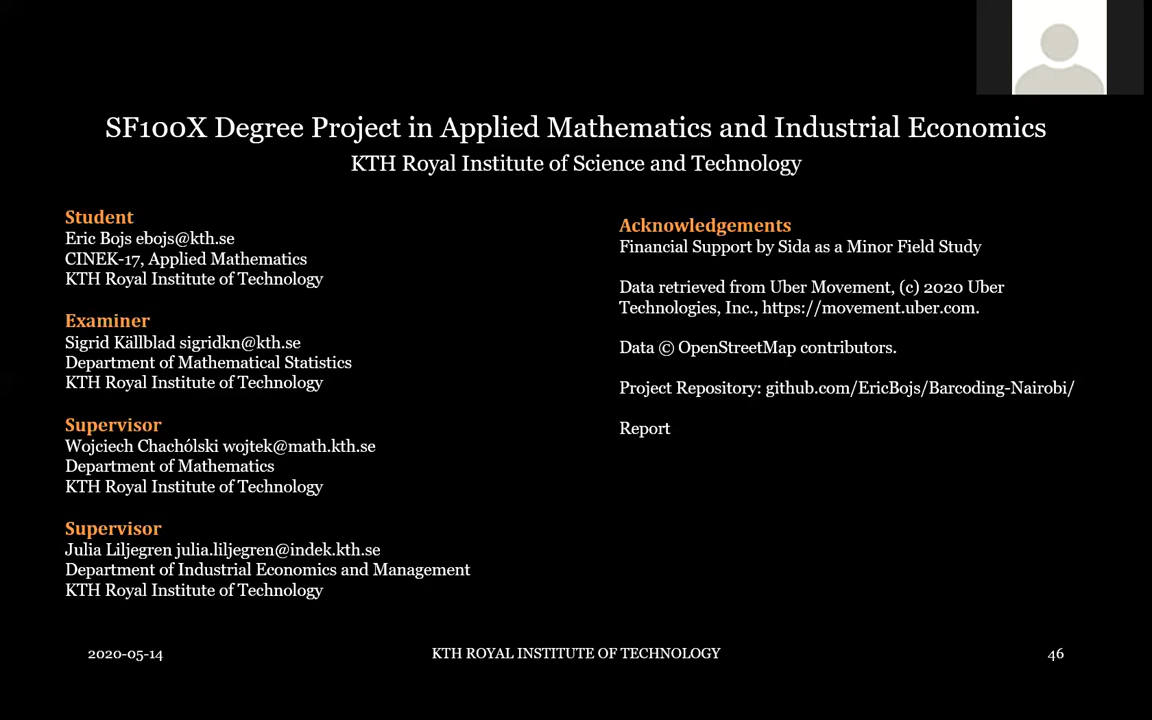 SF100X Degree Project in Applied Mathematics and Industrial Economics
KTH Royal Institute of Science and Technology
Student
Eric Bojs ebojs@kth.se
CINEK-17, Applied Mathematics
KTH Royal Institute of Technology
Examiner
Sigrid Källblad sigridkn@kth.se
Department of Mathematical Statistics
KTH Royal Institute of Technology
Supervisor
Wojciech Chachólski wojtek@math.kth.se
Department of Mathematics
KTH Royal Institute of Technology
Supervisor
Julia Liljegren julia.liljegren@indek.kth.se
Department of Industrial Economics and Management
KTH Royal Institute of Technology
Acknowledgements
Financial Support by Sida as a Minor Field Study
Data retrieved from Uber Movement, (c) 2020 Uber
Technologies, Inc., https://movement.uber.com.
Data © OpenStreetMap contributors.
Project Repository: github.com/EricBojs/Barcoding-Nairobi/
Report
2020-05-14
KTH ROYAL INSTITUTE OF TECHNOLOGY
46